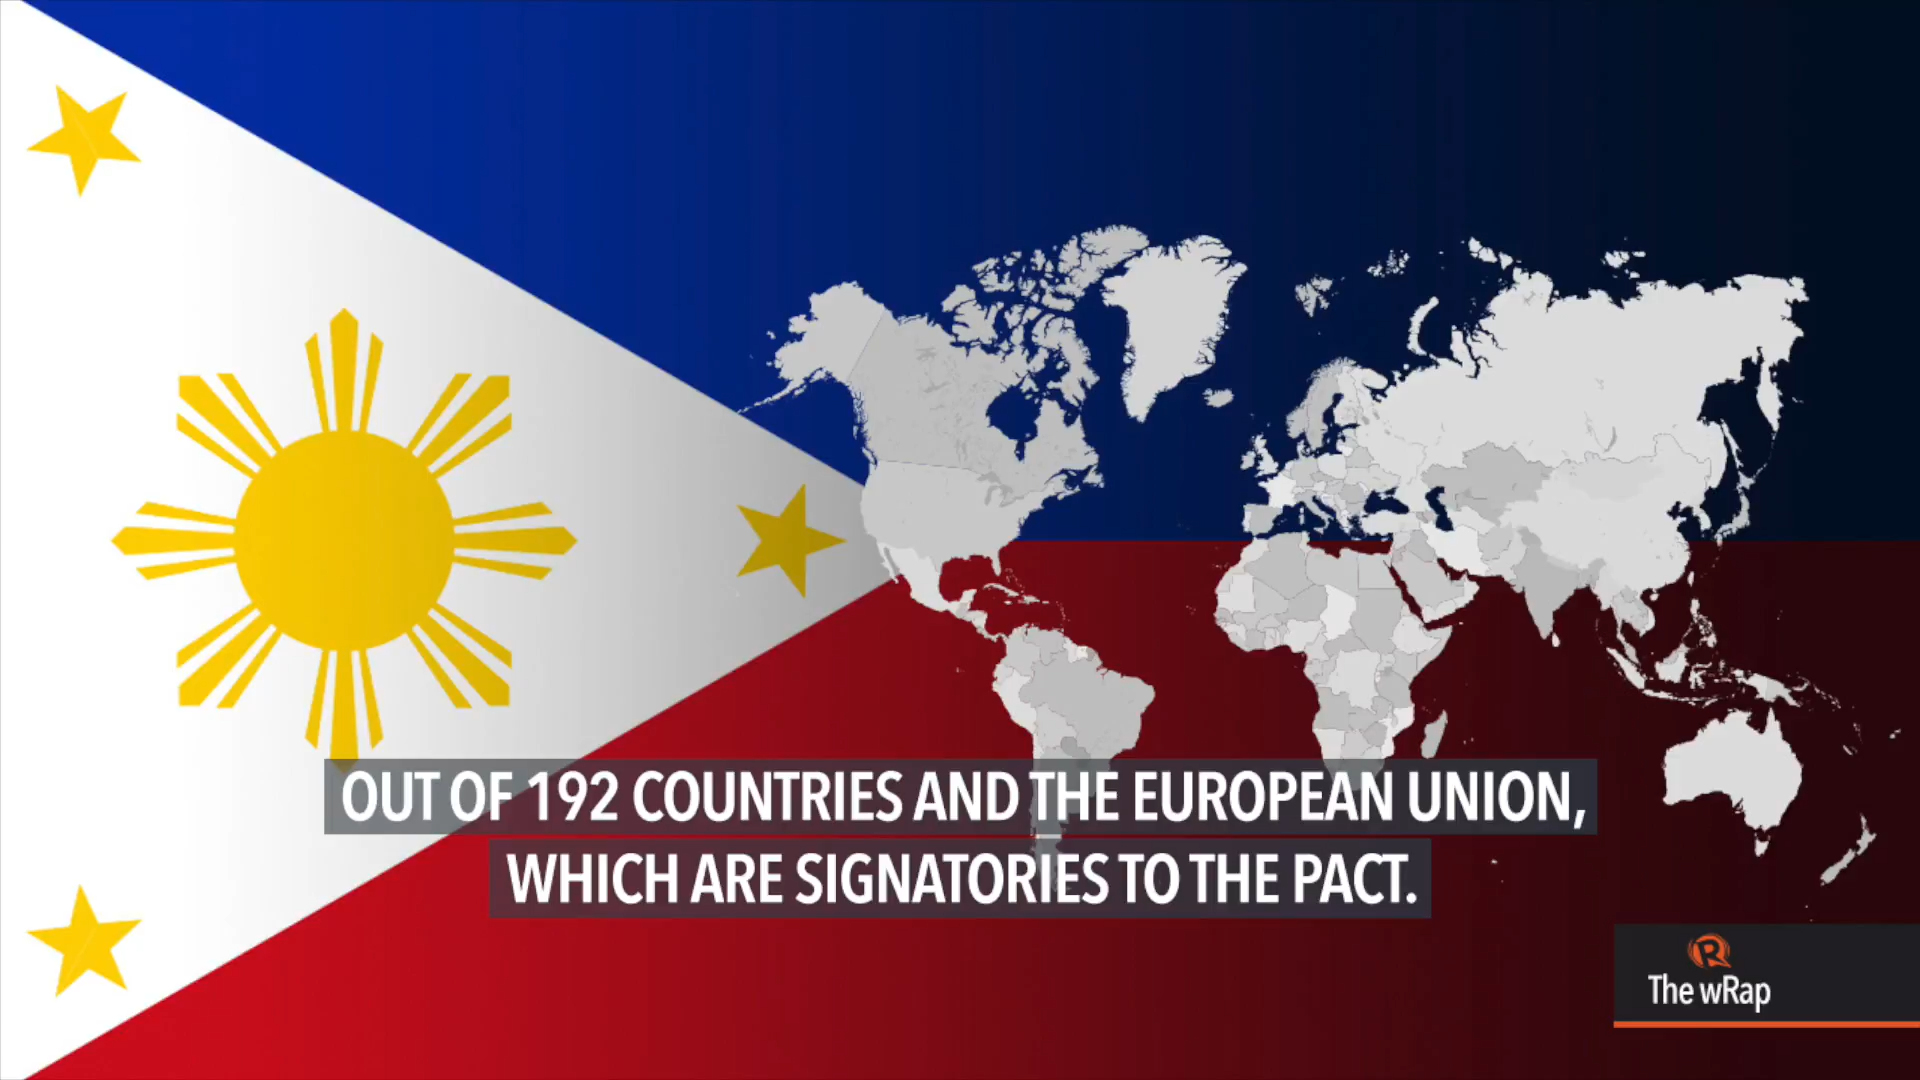 OUT OF 192 COUNTRIES AND THE EUROPEAN UNION,
WHICH ARE SIGNATORIES TO THE PACT.
R
The wRap